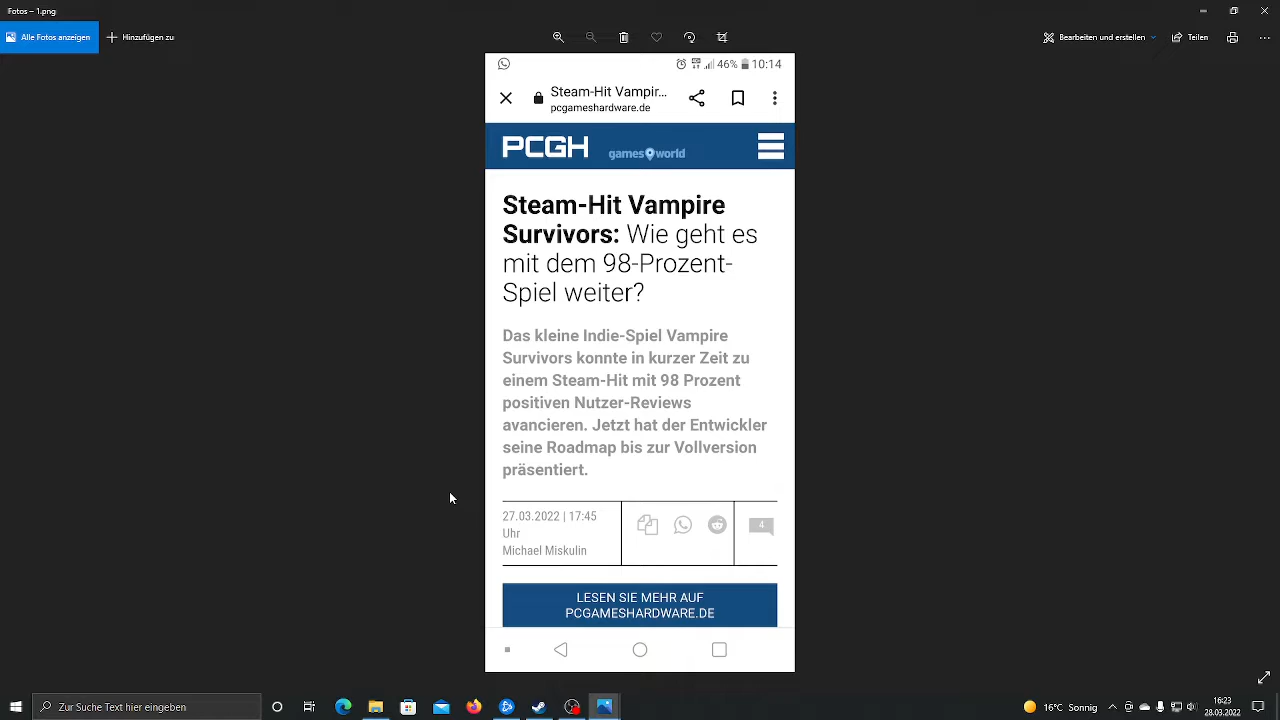 Fotos – 1.png
Alle Fotos anzeigen
Hinzufügen zu
Bearbeiten und erstellen
Teilen
46% 10:14
Steam-Hit Vampir...
pcgameshardware.de
PCGH games world
Steam-Hit Vampire
Survivors: Wie geht es
mit dem 98-Prozent-
Spiel weiter?
Das kleine Indie-Spiel Vampire
Survivors konnte in kurzer Zeit zu
einem Steam-Hit mit 98 Prozent
positiven Nutzer-Reviews
avancieren. Jetzt hat der Entwickler
seine Roadmap bis zur Vollversion
präsentiert.
27.03.2022 | 17:45
Uhr
Michael Miskulin
4
LESEN SIE MEHR AUF
PCGAMESHARDWARE.DE
Zur Suche Text hier eingeben
16°C Sonnig
16:23
28.03.2022